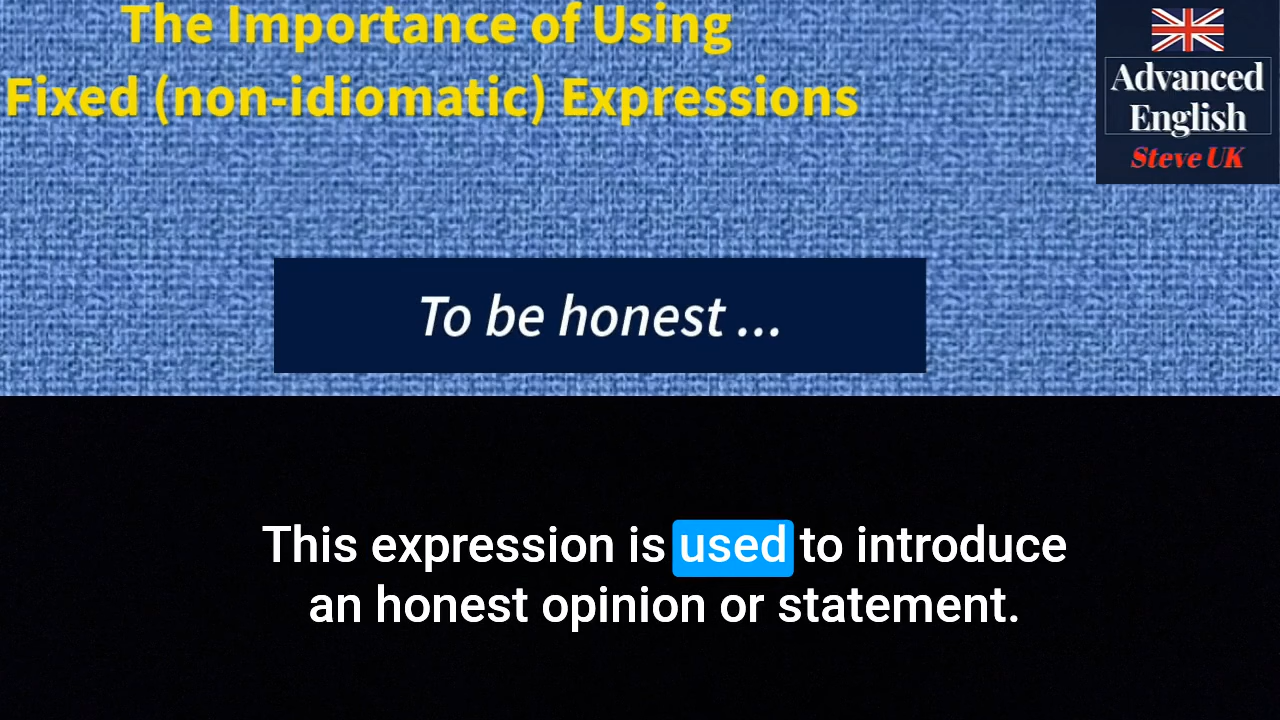 The Importance of Using
Fixed (non-idiomatic) Expressions
Advanced
English
Steve UK
To be honest ...
This expression is used to introduce
an honest opinion or statement.